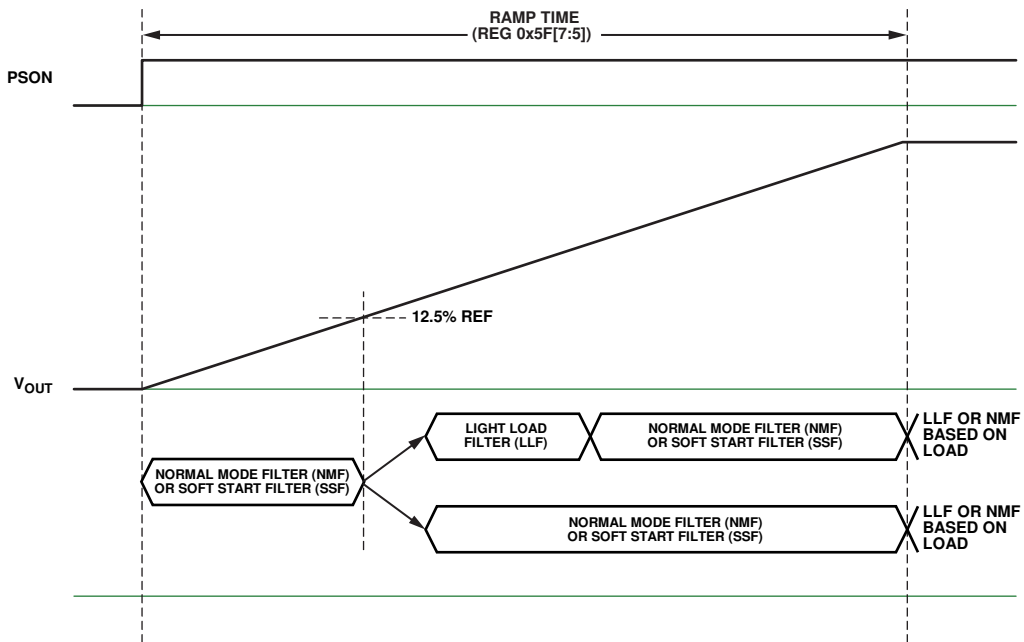 RAMP TIME
(REG 0x5F[7:5])
PSON
12.5% REF
VOUT
LIGHT LOAD
FILTER (LLF)
NORMAL MODE FILTER (NMF)
OR SOFT START FILTER (SSF)
LLF OR NMF
BASED ON
LOAD
NORMAL MODE FILTER (NMF)
OR SOFT START FILTER (SSF)
NORMAL MODE FILTER (NMF)
OR SOFT START FILTER (SSF)
LLF OR NMF
BASED ON
LOAD